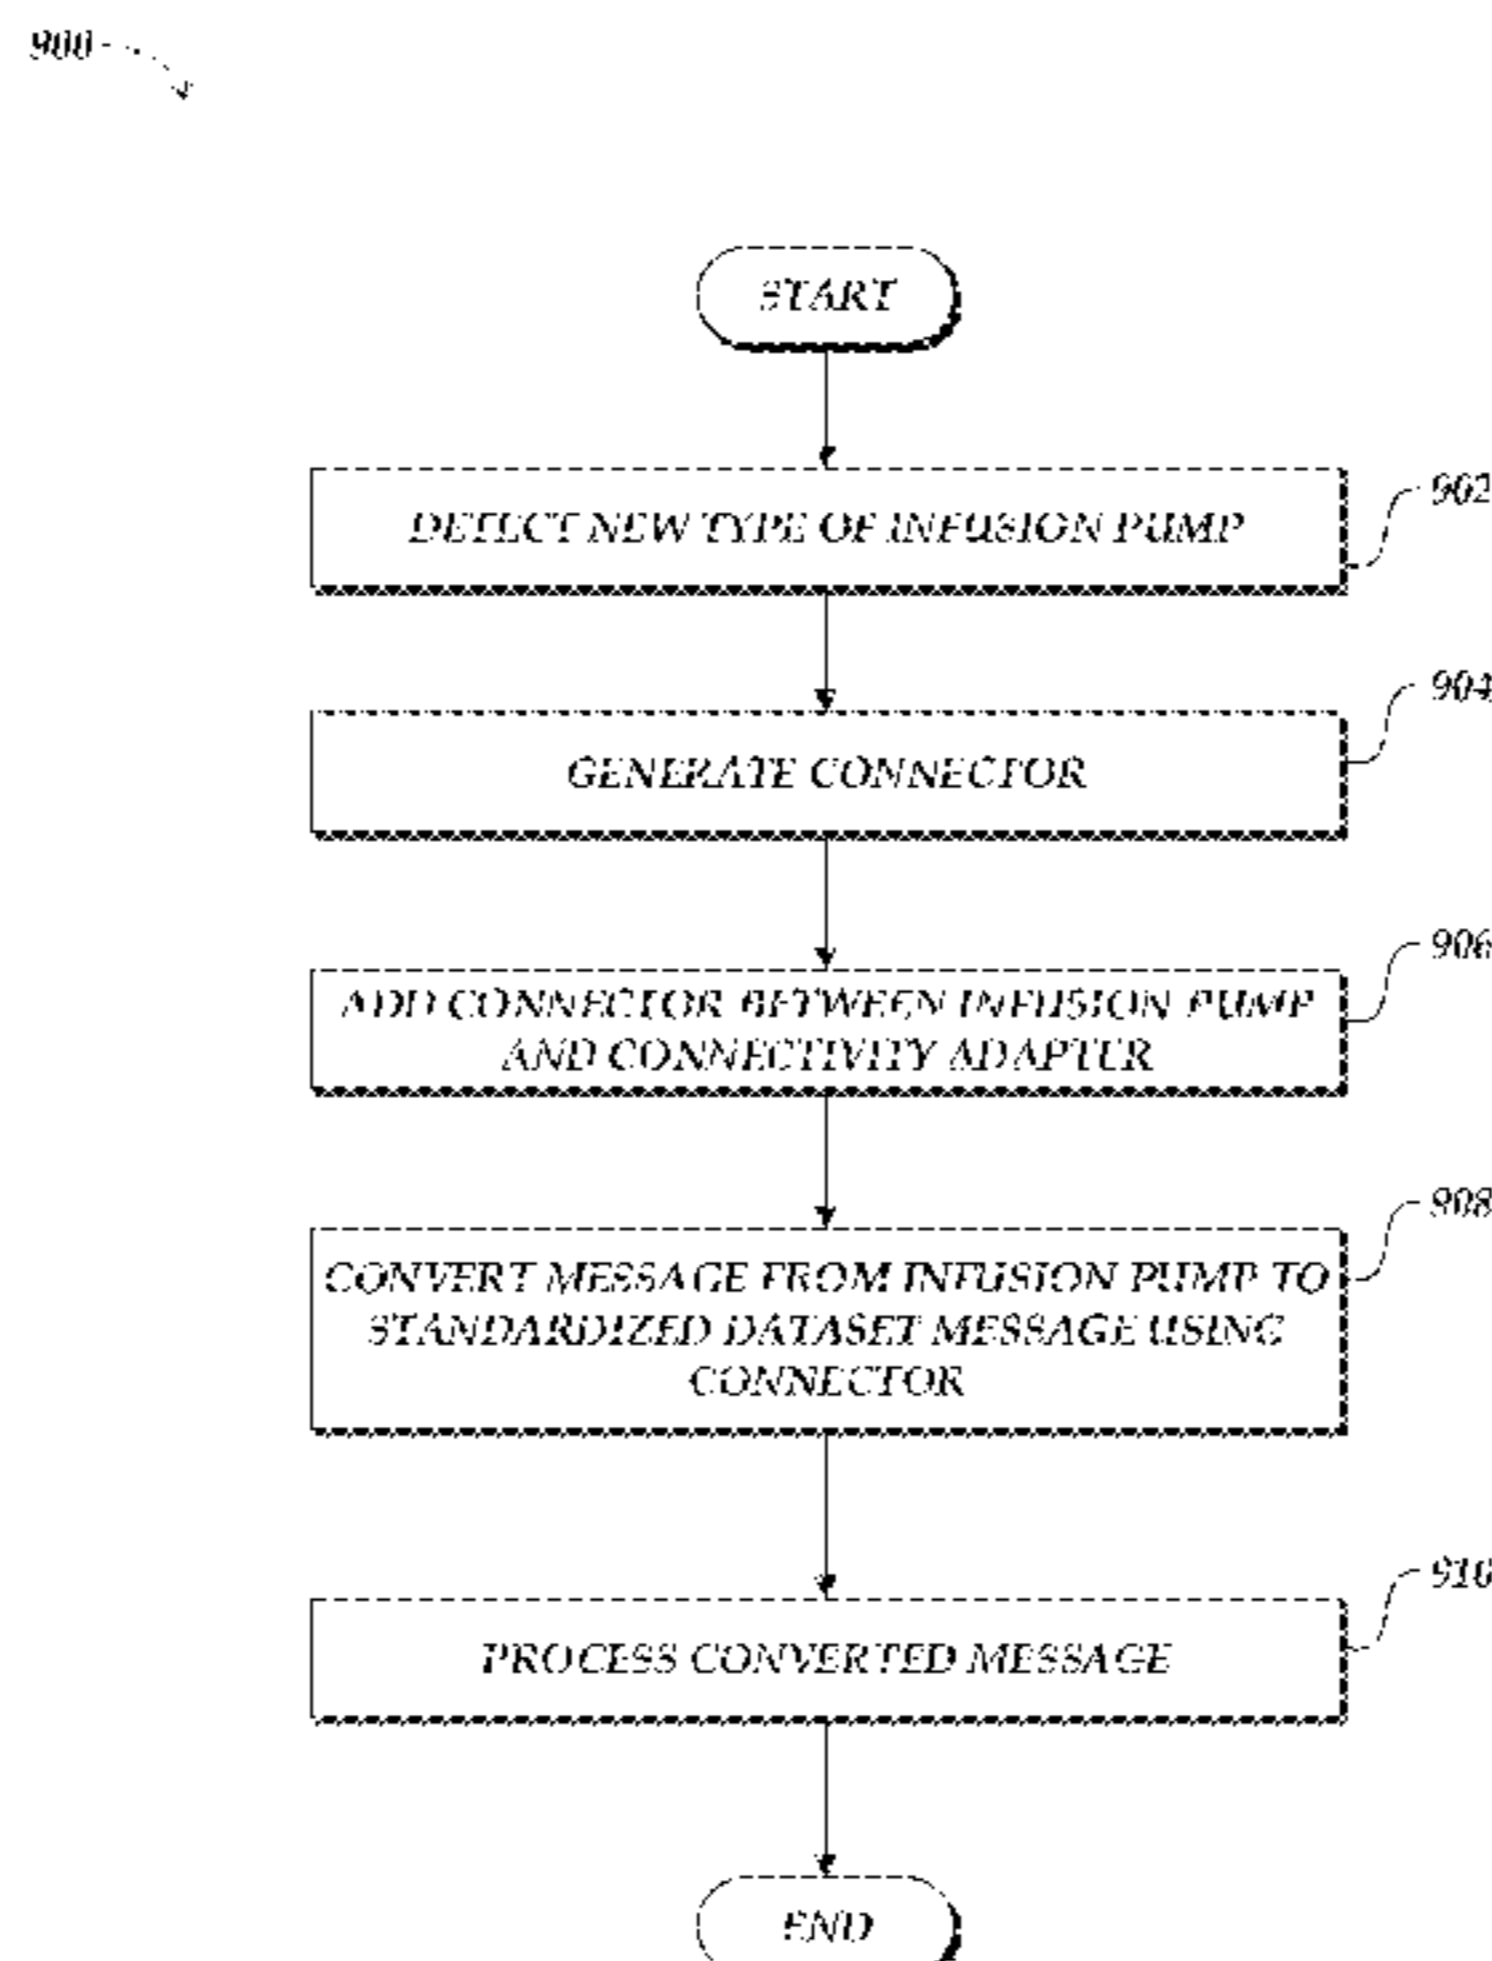 900
START
DETECT NEW TYPE OF INFUSION PUMP
902
GENERATE CONNECTOR
904
ADD CONNECTOR BETWEEN INFUSION PUMP
AND CONNECTIVITY ADAPTER
906
CONVERT MESSAGE FROM INFUSION PUMP TO
STANDARDIZED DATASET MESSAGE USING
CONNECTOR
908
PROCESS CONVERTED MESSAGE
910
END